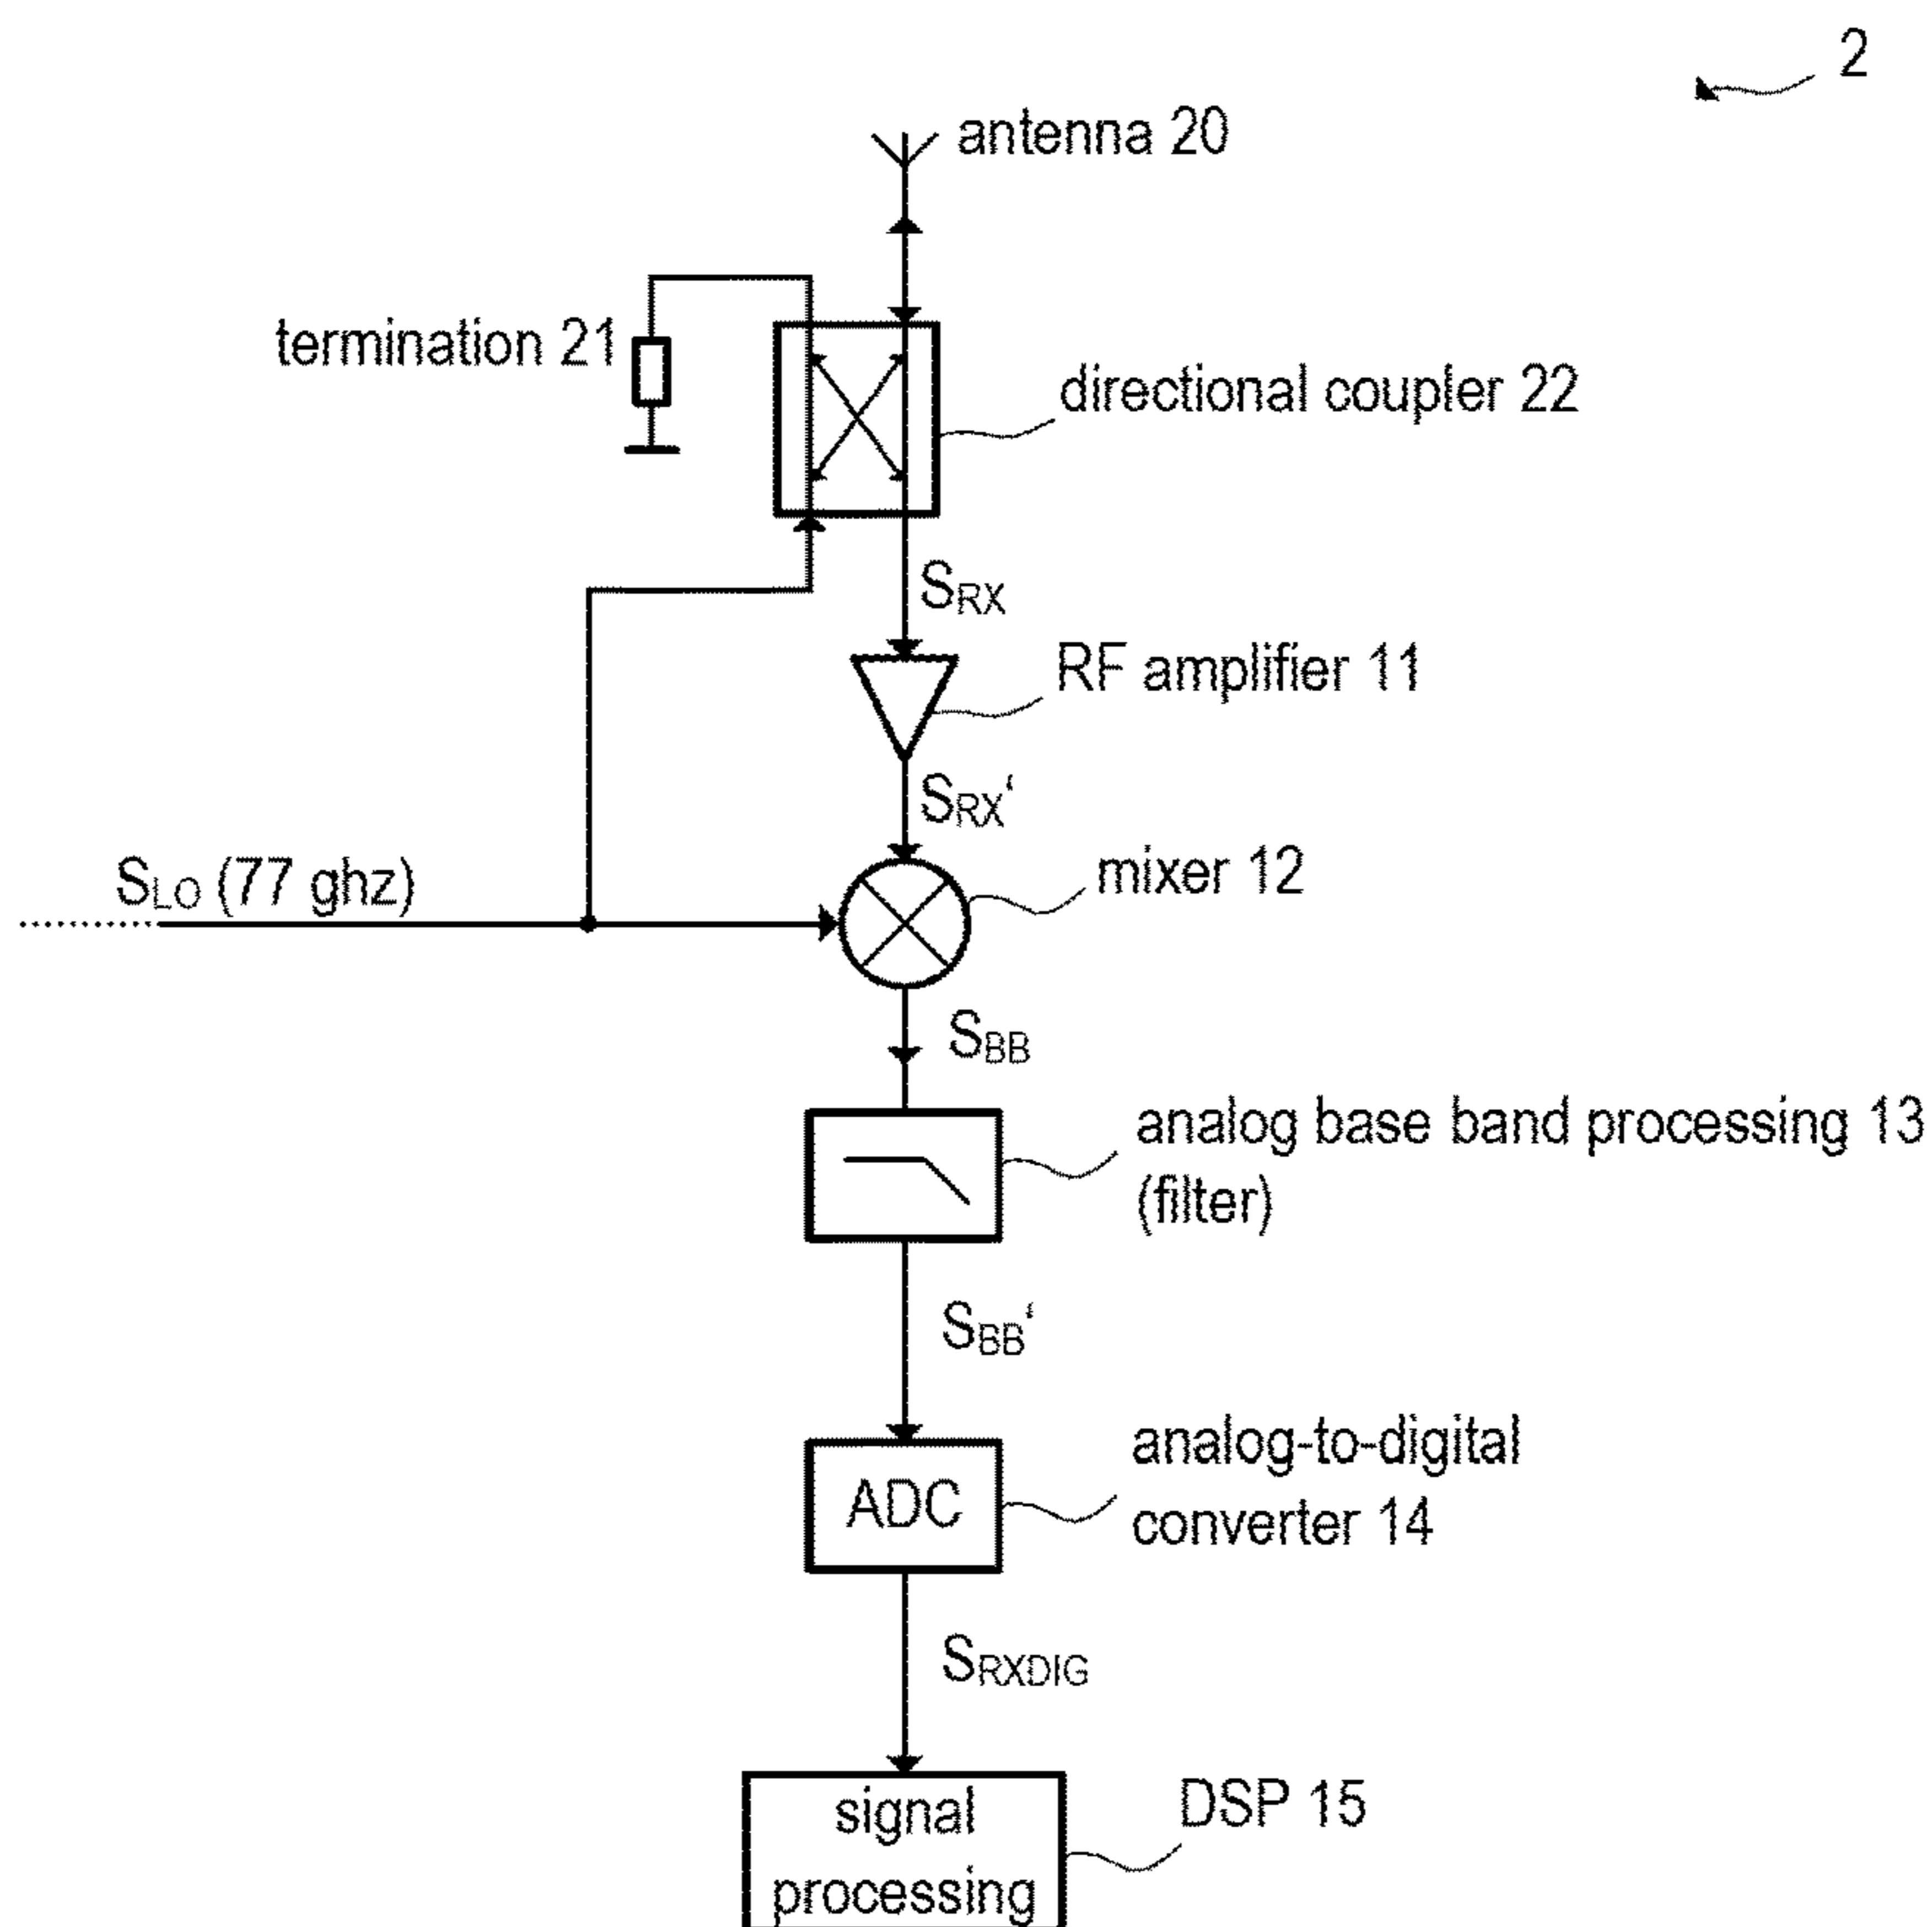 2
antenna 20
termination 21
directional coupler 22
SRX
RF amplifier 11
SRX‘
SLO (77 ghz)
mixer 12
SBB
analog base band processing 13
(filter)
SBB‘
ADC
analog-to-digital
converter 14
SRXDIG
signal
processing
DSP 15